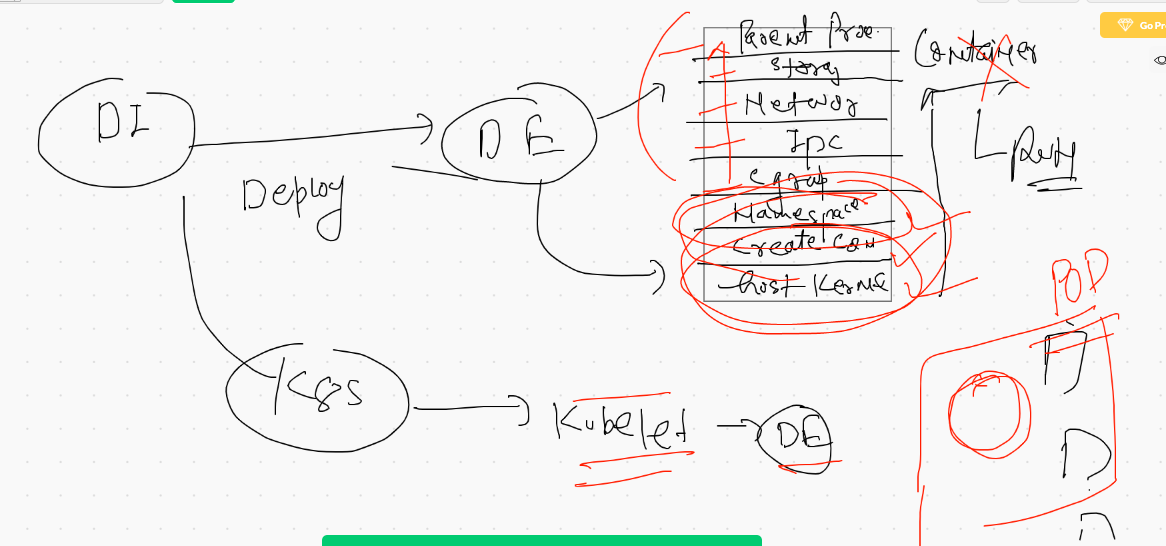 Go Pr
Parent Proc.
Storag
Networ
Ipc
cgroup
Namespace
Create Con
host Kernel
Container
DI
Deploy
DE
POD
K8s
Kubelet
DE